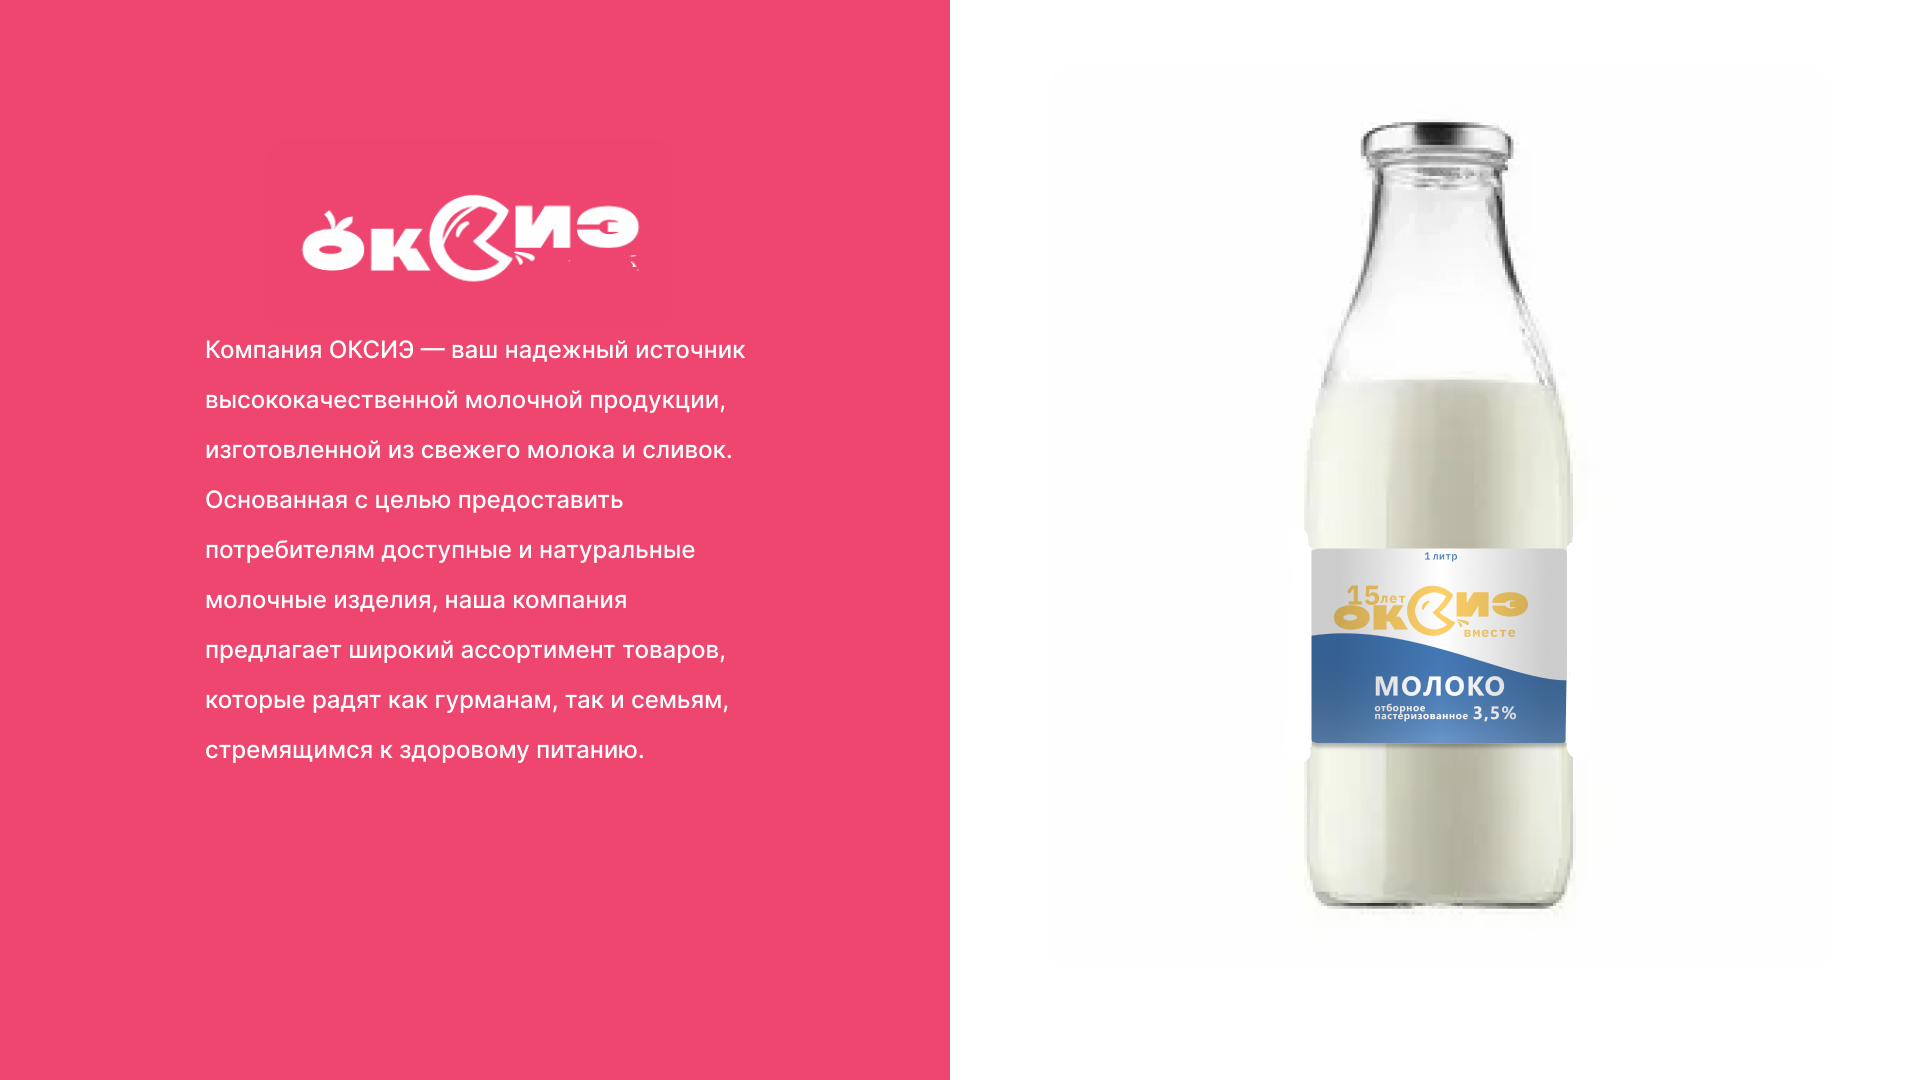 оксиэ
Компания ОКСИЭ — ваш надежный источник
высококачественной молочной продукции,
изготовленной из свежего молока и сливок.
Основанная с целью предоставить
потребителям доступные и натуральные
молочные изделия, наша компания
предлагает широкий ассортимент товаров,
которые радят как гурманам, так и семьям,
стремящимся к здоровому питанию.
1 литр
15 лет
оксиэ
вместе
МОЛОКО
отборное
пастеризованное 3,5%